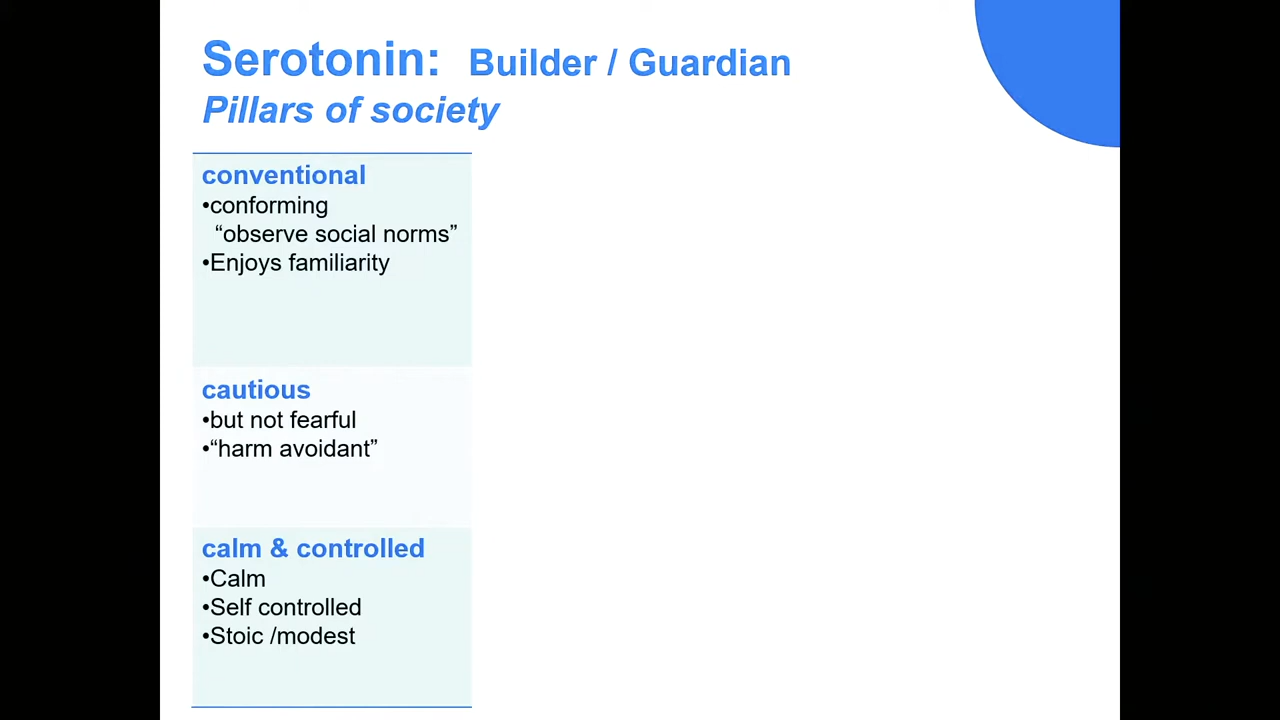 Serotonin: Builder / Guardian
Pillars of society
conventional
•conforming
“observe social norms”
•Enjoys familiarity
cautious
•but not fearful
•“harm avoidant”
calm & controlled
•Calm
•Self controlled
•Stoic /modest